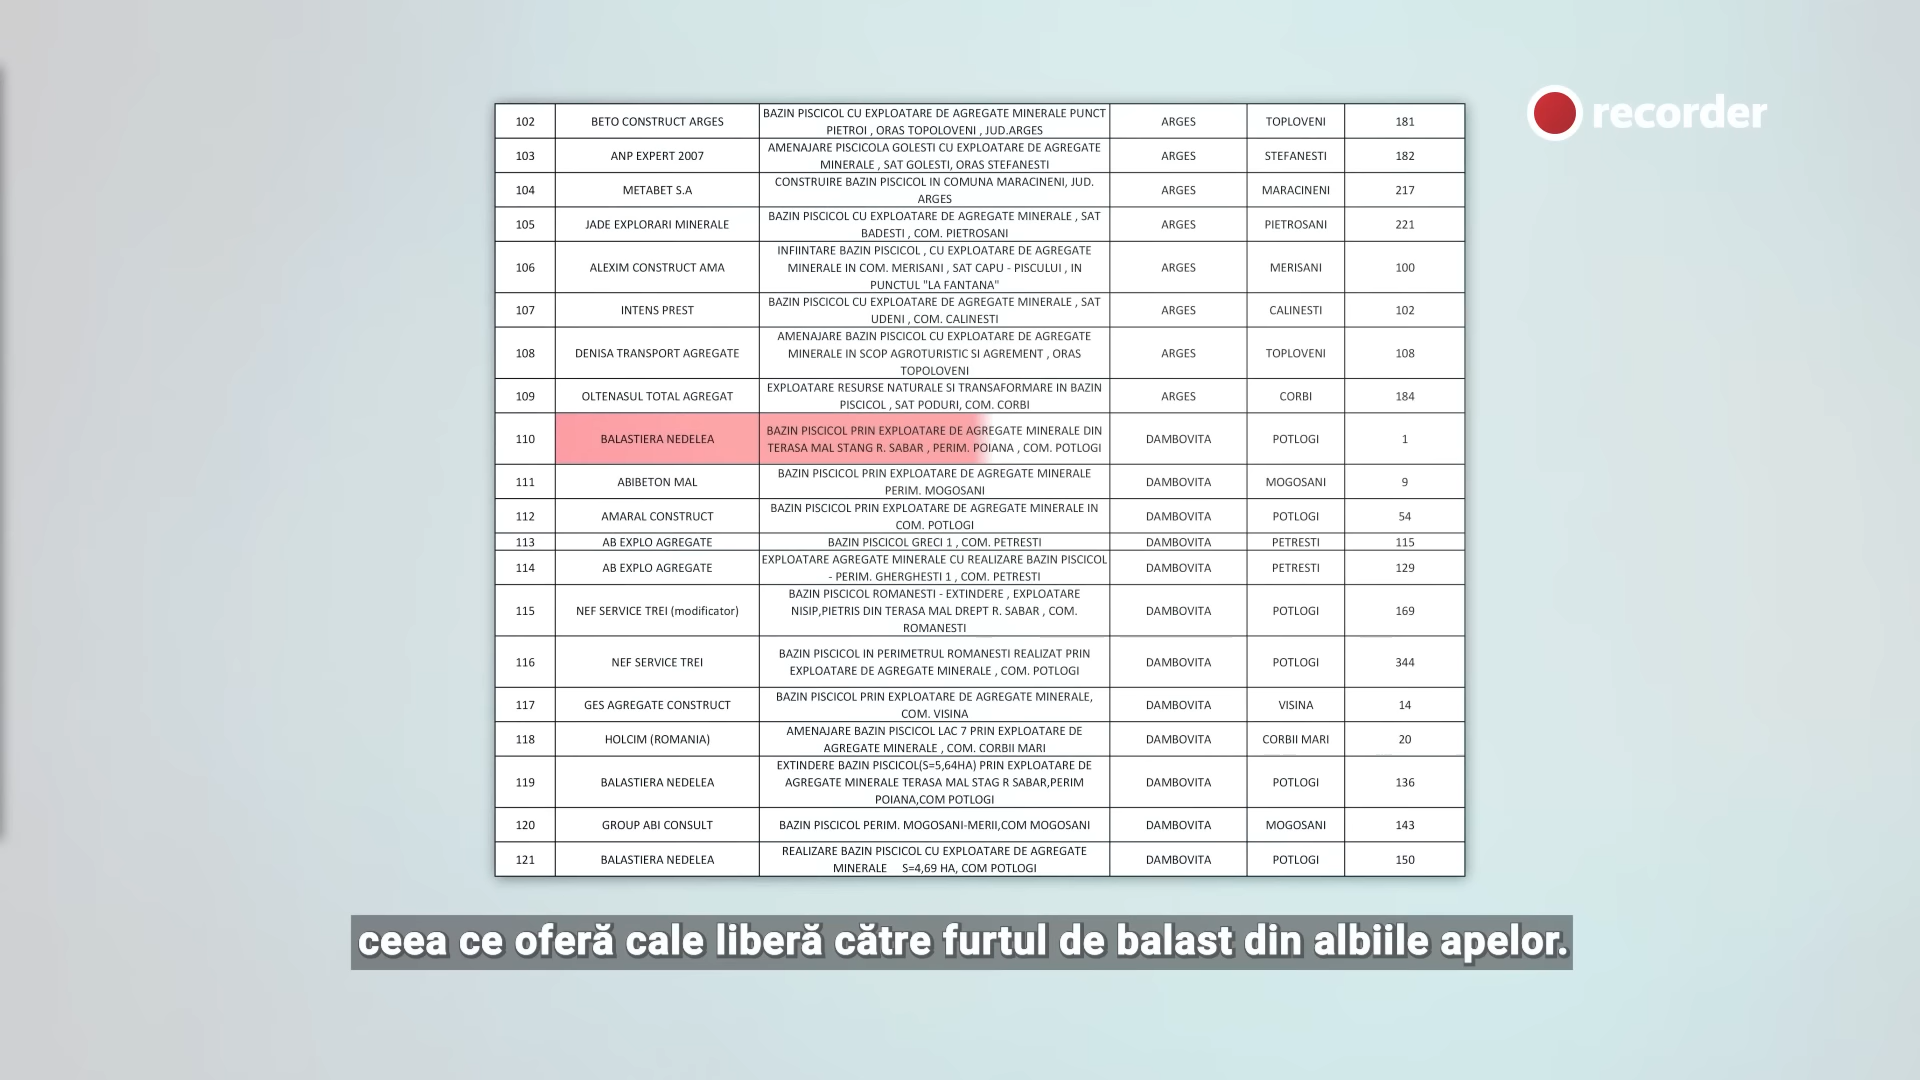 recorder
102 BETO CONSTRUCT ARGES BAZIN PISCICOL CU EXPLOATARE DE AGREGATE MINERALE PUNCT PIETROI , ORAS TOPOLOVENI , JUD.ARGES ARGES TOPLOVENI 181
103 ANP EXPERT 2007 AMENAJARE PISCICOLA GOLESTI CU EXPLOATARE DE AGREGATE MINERALE , SAT GOLESTI, ORAS STEFANESTI ARGES STEFANESTI 182
104 METABET S.A CONSTRUIRE BAZIN PISCICOL IN COMUNA MARACINENI, JUD. ARGES ARGES MARACINENI 217
105 JADE EXPLORARI MINERALE BAZIN PISCICOL CU EXPLOATARE DE AGREGATE MINERALE , SAT BADESTI , COM. PIETROSANI ARGES PIETROSANI 221
106 ALEXIM CONSTRUCT AMA INFIINTARE BAZIN PISCICOL , CU EXPLOATARE DE AGREGATE MINERALE IN COM. MERISANI , SAT CAPU - PISCULUI , IN PUNCTUL "LA FANTANA" ARGES MERISANI 100
107 INTENS PREST BAZIN PISCICOL CU EXPLOATARE DE AGREGATE MINERALE , SAT UDENI , COM. CALINESTI ARGES CALINESTI 102
108 DENISA TRANSPORT AGREGATE AMENAJARE BAZIN PISCICOL CU EXPLOATARE DE AGREGATE MINERALE IN SCOP AGROTURISTIC SI AGREMENT , ORAS TOPOLOVENI ARGES TOPLOVENI 108
109 OLTENASUL TOTAL AGREGAT EXPLOATARE RESURSE NATURALE SI TRANSAFORMARE IN BAZIN PISCICOL , SAT PODURI, COM. CORBI ARGES CORBI 184
110 BALASTIERA NEDELEA BAZIN PISCICOL PRIN EXPLOATARE DE AGREGATE MINERALE DIN TERASA MAL STANG R. SABAR , PERIM. POIANA , COM. POTLOGI DAMBOVITA POTLOGI 1
111 ABIBETON MAL BAZIN PISCICOL PRIN EXPLOATARE DE AGREGATE MINERALE PERIM. MOGOSANI DAMBOVITA MOGOSANI 9
112 AMARAL CONSTRUCT BAZIN PISCICOL PRIN EXPLOATARE DE AGREGATE MINERALE IN COM. POTLOGI DAMBOVITA POTLOGI 54
113 AB EXPLO AGREGATE BAZIN PISCICOL GRECI 1 , COM. PETRESTI DAMBOVITA PETRESTI 115
114 AB EXPLO AGREGATE EXPLOATARE AGREGATE MINERALE CU REALIZARE BAZIN PISCICOL - PERIM. GHERGHESTI 1 , COM. PETRESTI DAMBOVITA PETRESTI 129
115 NEF SERVICE TREI (modificator) BAZIN PISCICOL ROMANESTI - EXTINDERE , EXPLOATARE NISIP,PIETRIS DIN TERASA MAL DREPT R. SABAR , COM. ROMANESTI DAMBOVITA POTLOGI 169
116 NEF SERVICE TREI BAZIN PISCICOL IN PERIMETRUL ROMANESTI REALIZAT PRIN EXPLOATARE DE AGREGATE MINERALE , COM. POTLOGI DAMBOVITA POTLOGI 344
117 GES AGREGATE CONSTRUCT BAZIN PISCICOL PRIN EXPLOATARE DE AGREGATE MINERALE, COM. VISINA DAMBOVITA VISINA 14
118 HOLCIM (ROMANIA) AMENAJARE BAZIN PISCICOL LAC 7 PRIN EXPLOATARE DE AGREGATE MINERALE , COM. CORBII MARI DAMBOVITA CORBII MARI 20
119 BALASTIERA NEDELEA EXTINDERE BAZIN PISCICOL(S=5,64HA) PRIN EXPLOATARE DE AGREGATE MINERALE TERASA MAL STAG R SABAR,PERIM POIANA,COM POTLOGI DAMBOVITA POTLOGI 136
120 GROUP ABI CONSULT BAZIN PISCICOL PERIM. MOGOSANI-MERII,COM MOGOSANI DAMBOVITA MOGOSANI 143
121 BALASTIERA NEDELEA REALIZARE BAZIN PISCICOL CU EXPLOATARE DE AGREGATE MINERALE S=4,69 HA, COM POTLOGI DAMBOVITA POTLOGI 150
ceea ce oferă cale liberă către furtul de balast din albiile apelor.